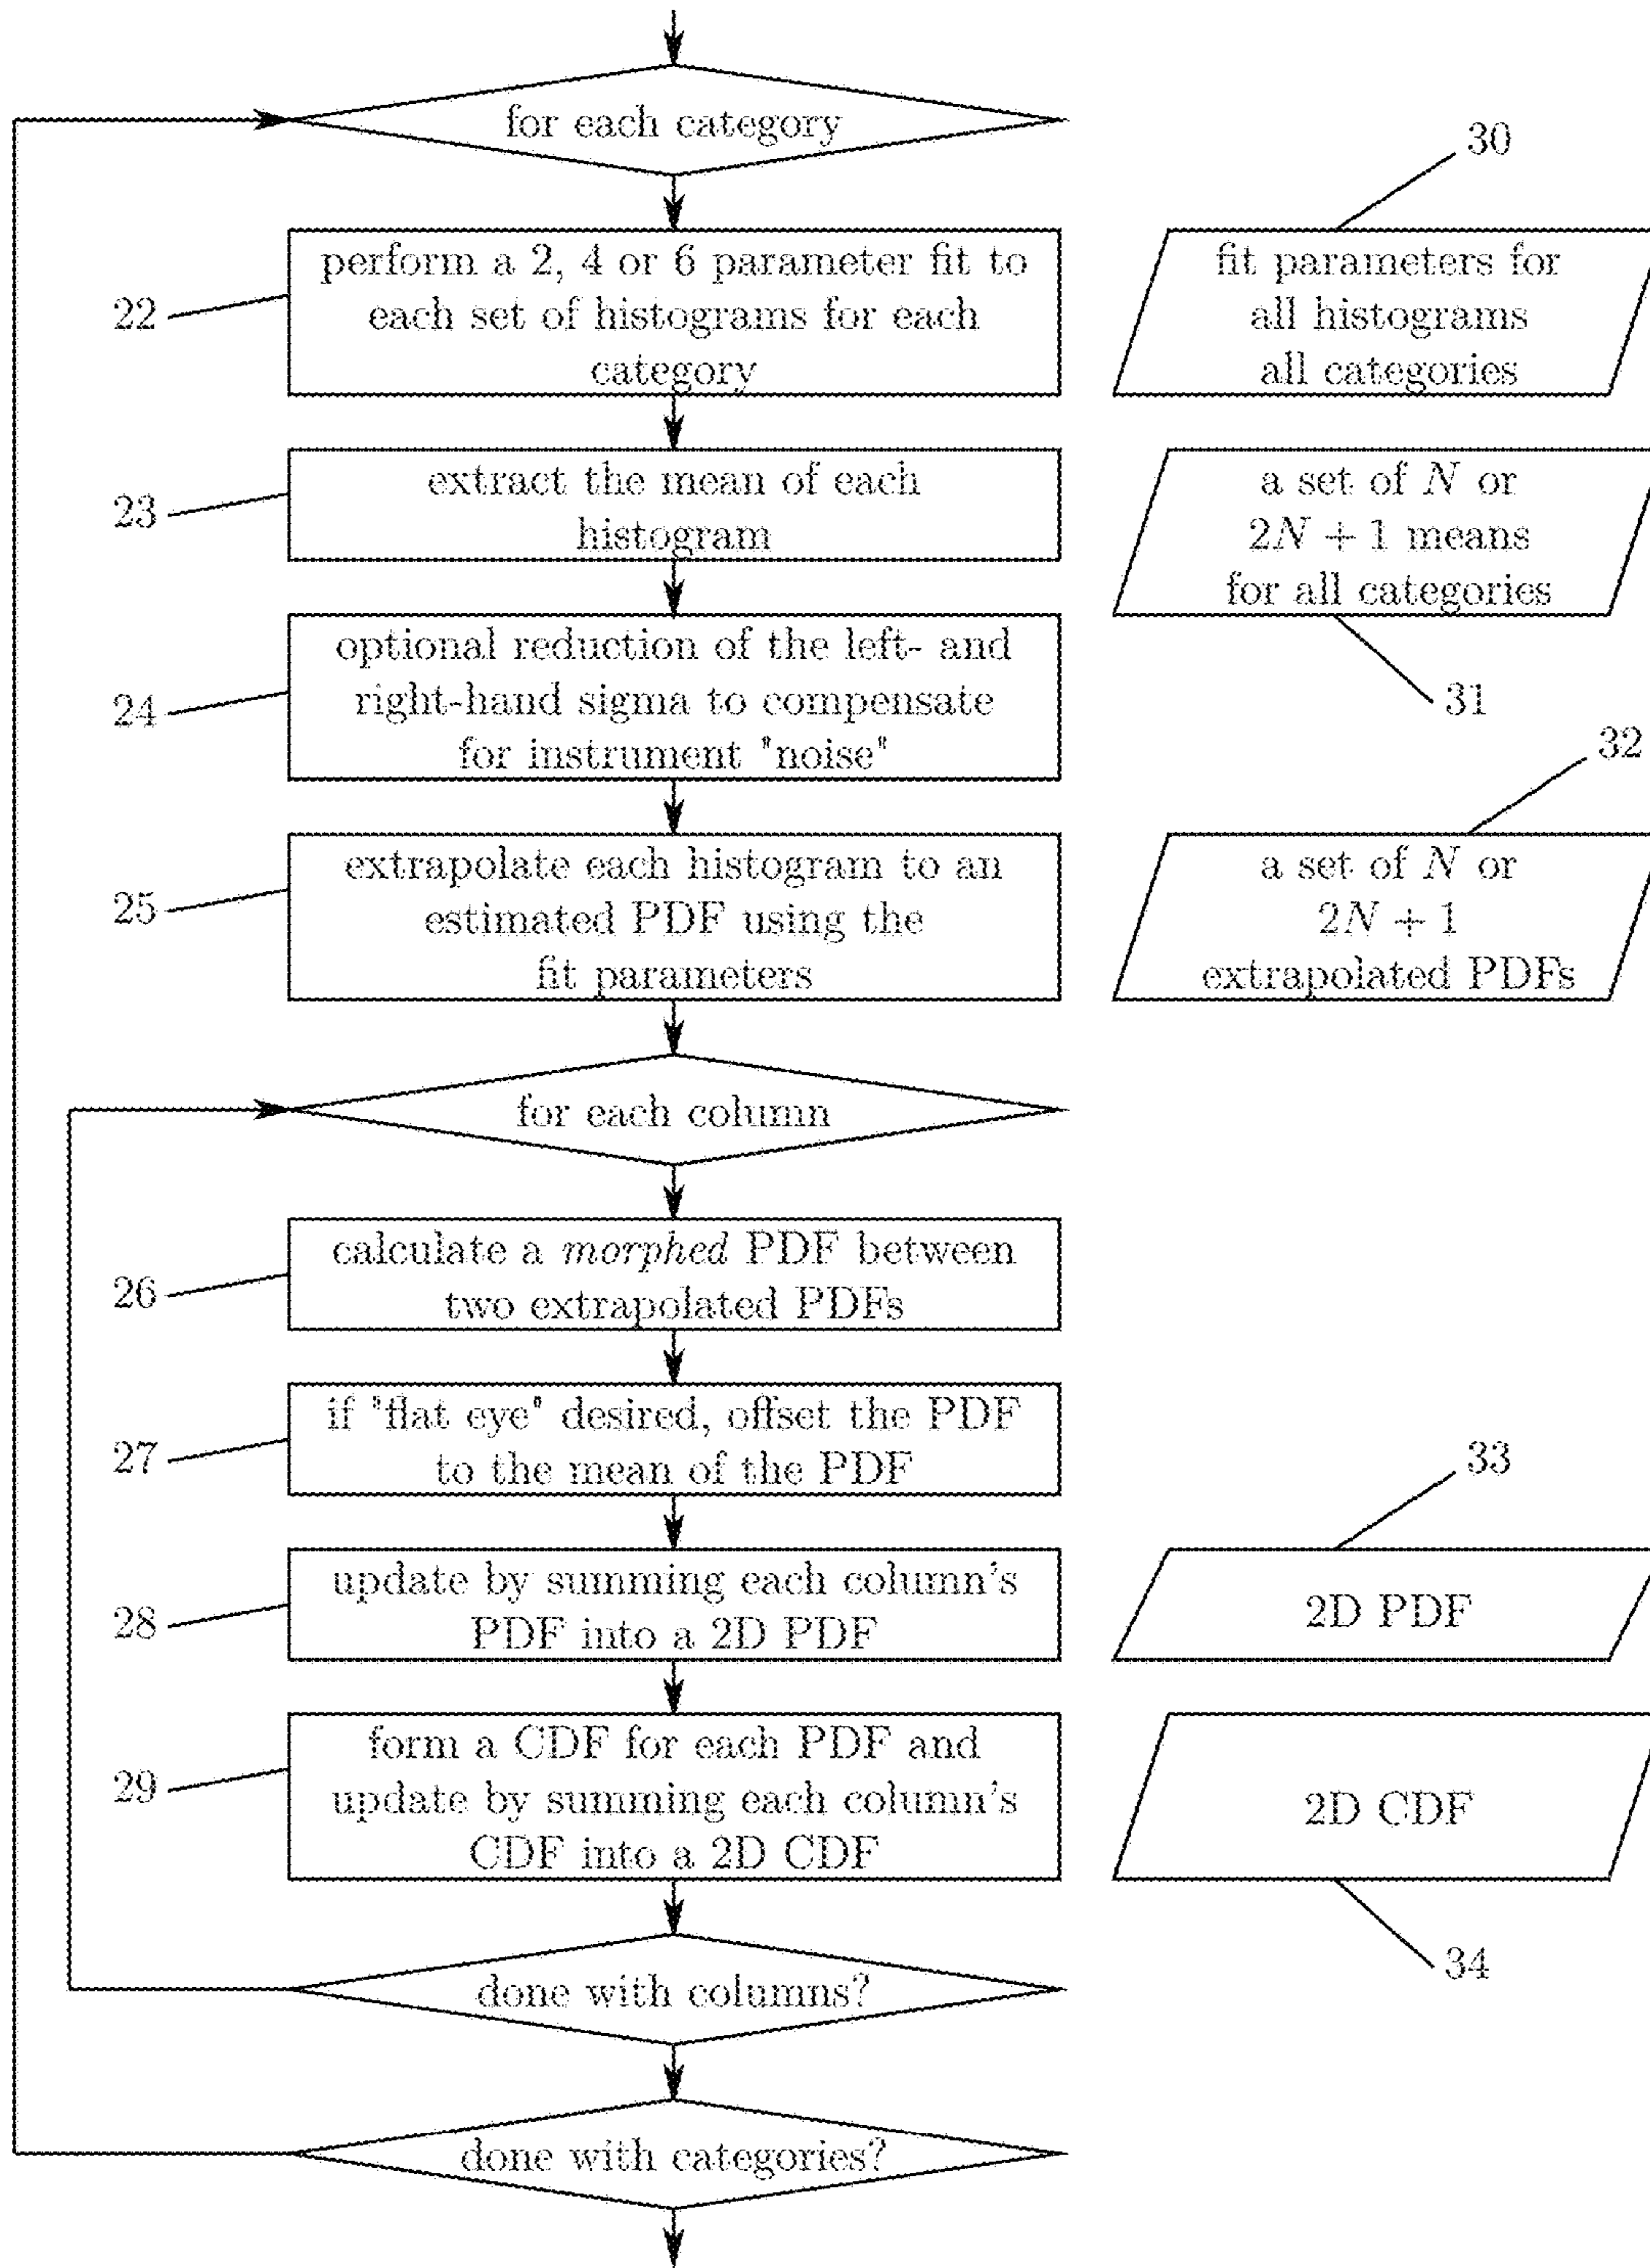 for each category
30
perform a 2, 4 or 6 parameter fit to
each set of histograms for each
category
22
fit parameters for
all histograms
all categories
extract the mean of each
histogram
23
a set of N or
2N + 1 means
for all categories
31
optional reduction of the left- and
right-hand sigma to compensate
for instrument "noise"
24
32
extrapolate each histogram to an
estimated PDF using the
fit parameters
25
a set of N or
2N + 1
extrapolated PDFs
for each column
calculate a morphed PDF between
two extrapolated PDFs
26
if "flat eye" desired, offset the PDF
to the mean of the PDF
27
33
update by summing each column's
PDF into a 2D PDF
28
2D PDF
form a CDF for each PDF and
update by summing each column's
CDF into a 2D CDF
29
2D CDF
34
done with columns?
done with categories?